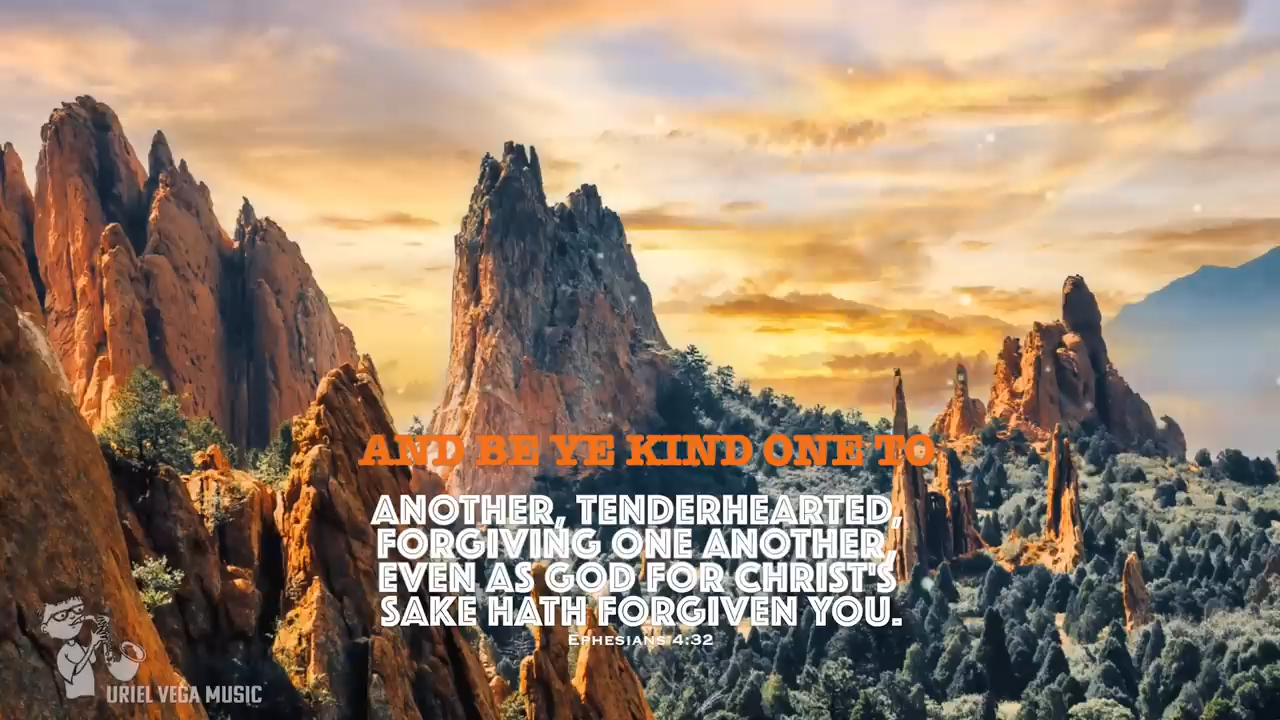 AND BE YE KIND ONE TO
ANOTHER, TENDERHEARTED,
FORGIVING ONE ANOTHER,
EVEN AS GOD FOR CHRIST'S
SAKE HATH FORGIVEN YOU.
EPHESIANS 4:32
URIEL VEGA MUSIC